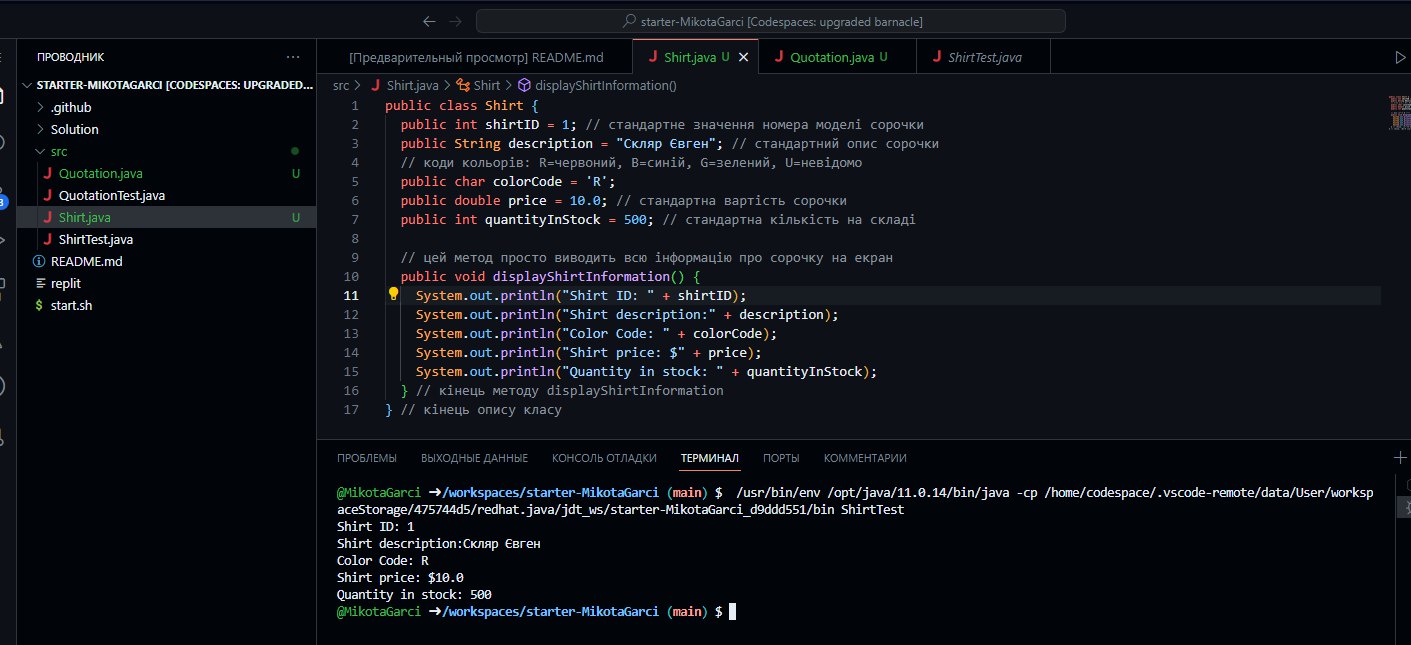 starter-MikotaGarci [Codespaces: upgraded barnacle]
ПРОВОДНИК
STARTER-MIKOTAGARCI [CODESPACES: UPGRADED...
.github
Solution
src
Quotation.java U
QuotationTest.java
Shirt.java U
ShirtTest.java
README.md
replit
start.sh
[Предварительный просмотр] README.md
Shirt.java U
Quotation.java U
ShirtTest.java
src > Shirt.java > Shirt > displayShirtInformation()
1 public class Shirt {
2 public int shirtID = 1; // стандартне значення номера моделі сорочки
3 public String description = "Скляр Євген"; // стандартний опис сорочки
4 // коди кольорів: R=червоний, B=синій, G=зелений, U=невідомо
5 public char colorCode = 'R';
6 public double price = 10.0; // стандартна вартість сорочки
7 public int quantityInStock = 500; // стандартна кількість на складі
8
9 // цей метод просто виводить всю інформацію про сорочку на екран
10 public void displayShirtInformation() {
11 System.out.println("Shirt ID: " + shirtID);
12 System.out.println("Shirt description:" + description);
13 System.out.println("Color Code: " + colorCode);
14 System.out.println("Shirt price: $" + price);
15 System.out.println("Quantity in stock: " + quantityInStock);
16 } // кінець методу displayShirtInformation
17 } // кінець опису класу
ПРОБЛЕМЫ ВЫХОДНЫЕ ДАННЫЕ КОНСОЛЬ ОТЛАДКИ ТЕРМИНАЛ ПОРТЫ КОММЕНТАРИИ
@MikotaGarci ➜/workspaces/starter-MikotaGarci (main) $ /usr/bin/env /opt/java/11.0.14/bin/java -cp /home/codespace/.vscode-remote/data/User/worksp
aceStorage/475744d5/redhat.java/jdt_ws/starter-MikotaGarci_d9ddd551/bin ShirtTest
Shirt ID: 1
Shirt description:Скляр Євген
Color Code: R
Shirt price: $10.0
Quantity in stock: 500
@MikotaGarci ➜/workspaces/starter-MikotaGarci (main) $